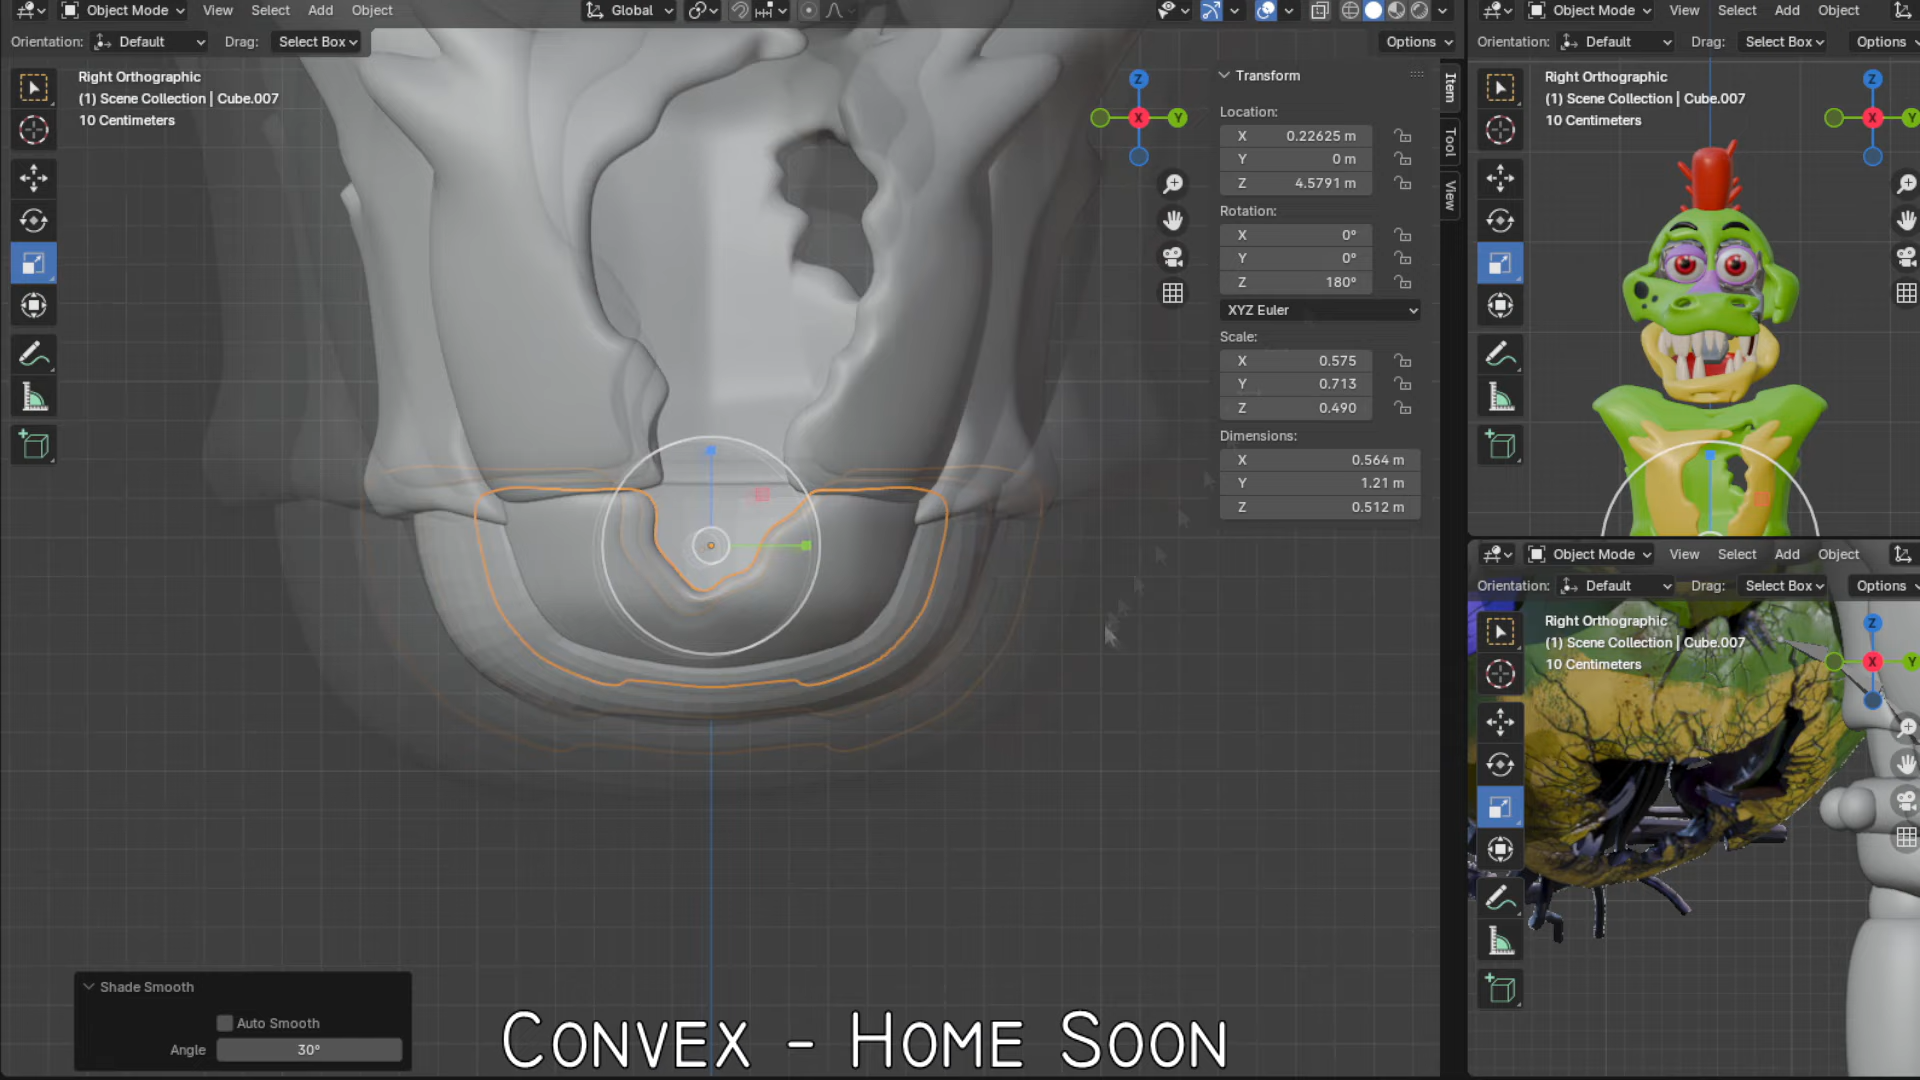 Object Mode View Select Add Object Global
Orientation: Default Drag: Select Box Options
Right Orthographic
(1) Scene Collection | Cube.007
10 Centimeters
Z
X
Y
Transform
Location:
X 0.22625 m
Y 0 m
Z 4.5791 m
Rotation:
X 0°
Y 0°
Z 180°
XYZ Euler
Scale:
X 0.575
Y 0.713
Z 0.490
Dimensions:
X 0.564 m
Y 1.21 m
Z 0.512 m
Item
Tool
View
Shade Smooth
Auto Smooth
Angle 30°
CONVEX - HOME SOON
Object Mode View Select Add Object
Orientation: Default Drag: Select Box Options
Right Orthographic
(1) Scene Collection | Cube.007
10 Centimeters
Z
X
Y
Object Mode View Select Add Object
Orientation: Default Drag: Select Box Options
Right Orthographic
(1) Scene Collection | Cube.007
10 Centimeters
Z
X
Y